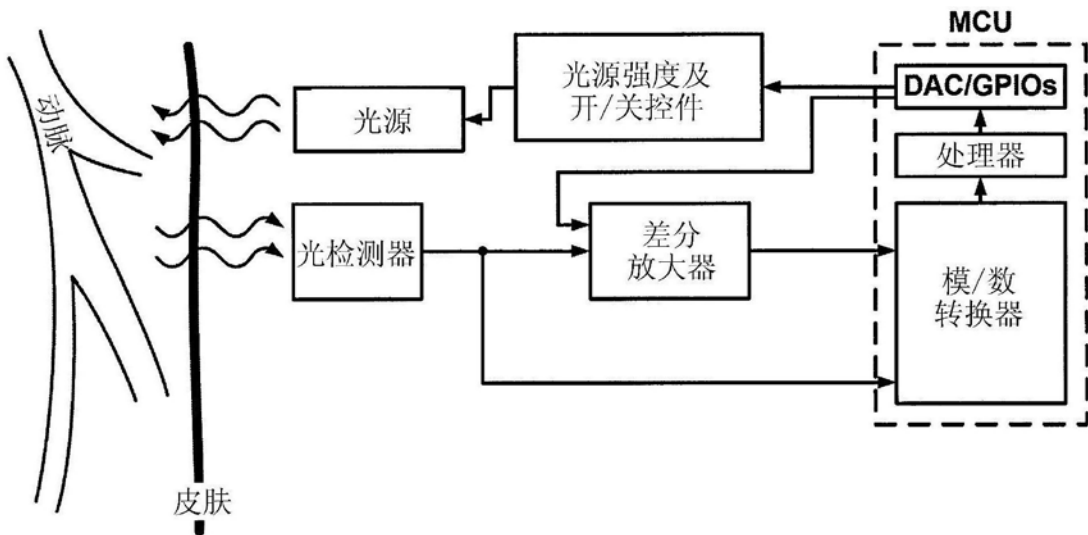 MCU
动脉
光源
光源强度及
开/关控件
DAC/GPIOs
处理器
光检测器
差分
放大器
模/数
转换器
皮肤